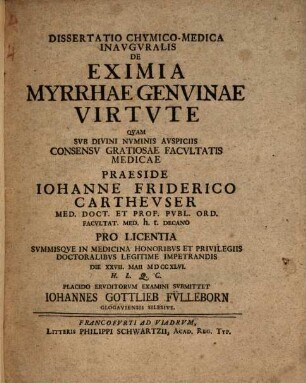 DISSERTATIO CHYMICO-MEDICA
INAVGVRALIS
DE
EXIMIA
MYRRHAE GENVINAE
VIRTVTE
QVAM
SVB DIVINI NVMINIS AVSPICIIS
CONSENSV GRATIOSAE FACVLTATIS
MEDICAE
PRAESIDE
IOHANNE FRIDERICO
CARTHEVSER
MED. DOCT. ET PROF. PVBL. ORD.
FACVLTAT. MED. h. t. DECANO
PRO LICENTIA
SVMMISQVE IN MEDICINA HONORIBVS ET PRIVILEGIIS
DOCTORALIBVS LEGITIME IMPETRANDIS
DIE XXVII. MAII MDCCXLVI.
H. L. Q. C.
PLACIDO ERVDITORVM EXAMINI SVBMITTET
IOHANNES GOTTLIEB FÜLLEBORN
GLOGAVIENSIS SILESIVS.
FRANCOFVRTI AD VIADRVM,
LITTERIS PHILIPPI SCHWARTZII, ACAD. REG. TYP.